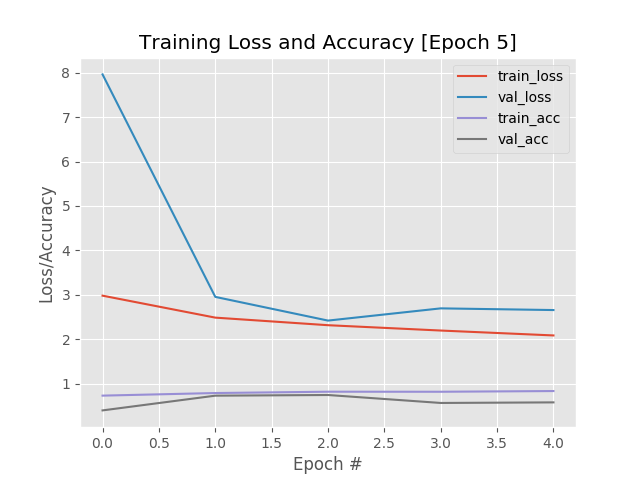 Training Loss and Accuracy [Epoch 5]
train_loss
val_loss
train_acc
val_acc
Loss/Accuracy
8
7
6
5
4
3
2
1
0.0 0.5 1.0 1.5 2.0 2.5 3.0 3.5 4.0
Epoch #